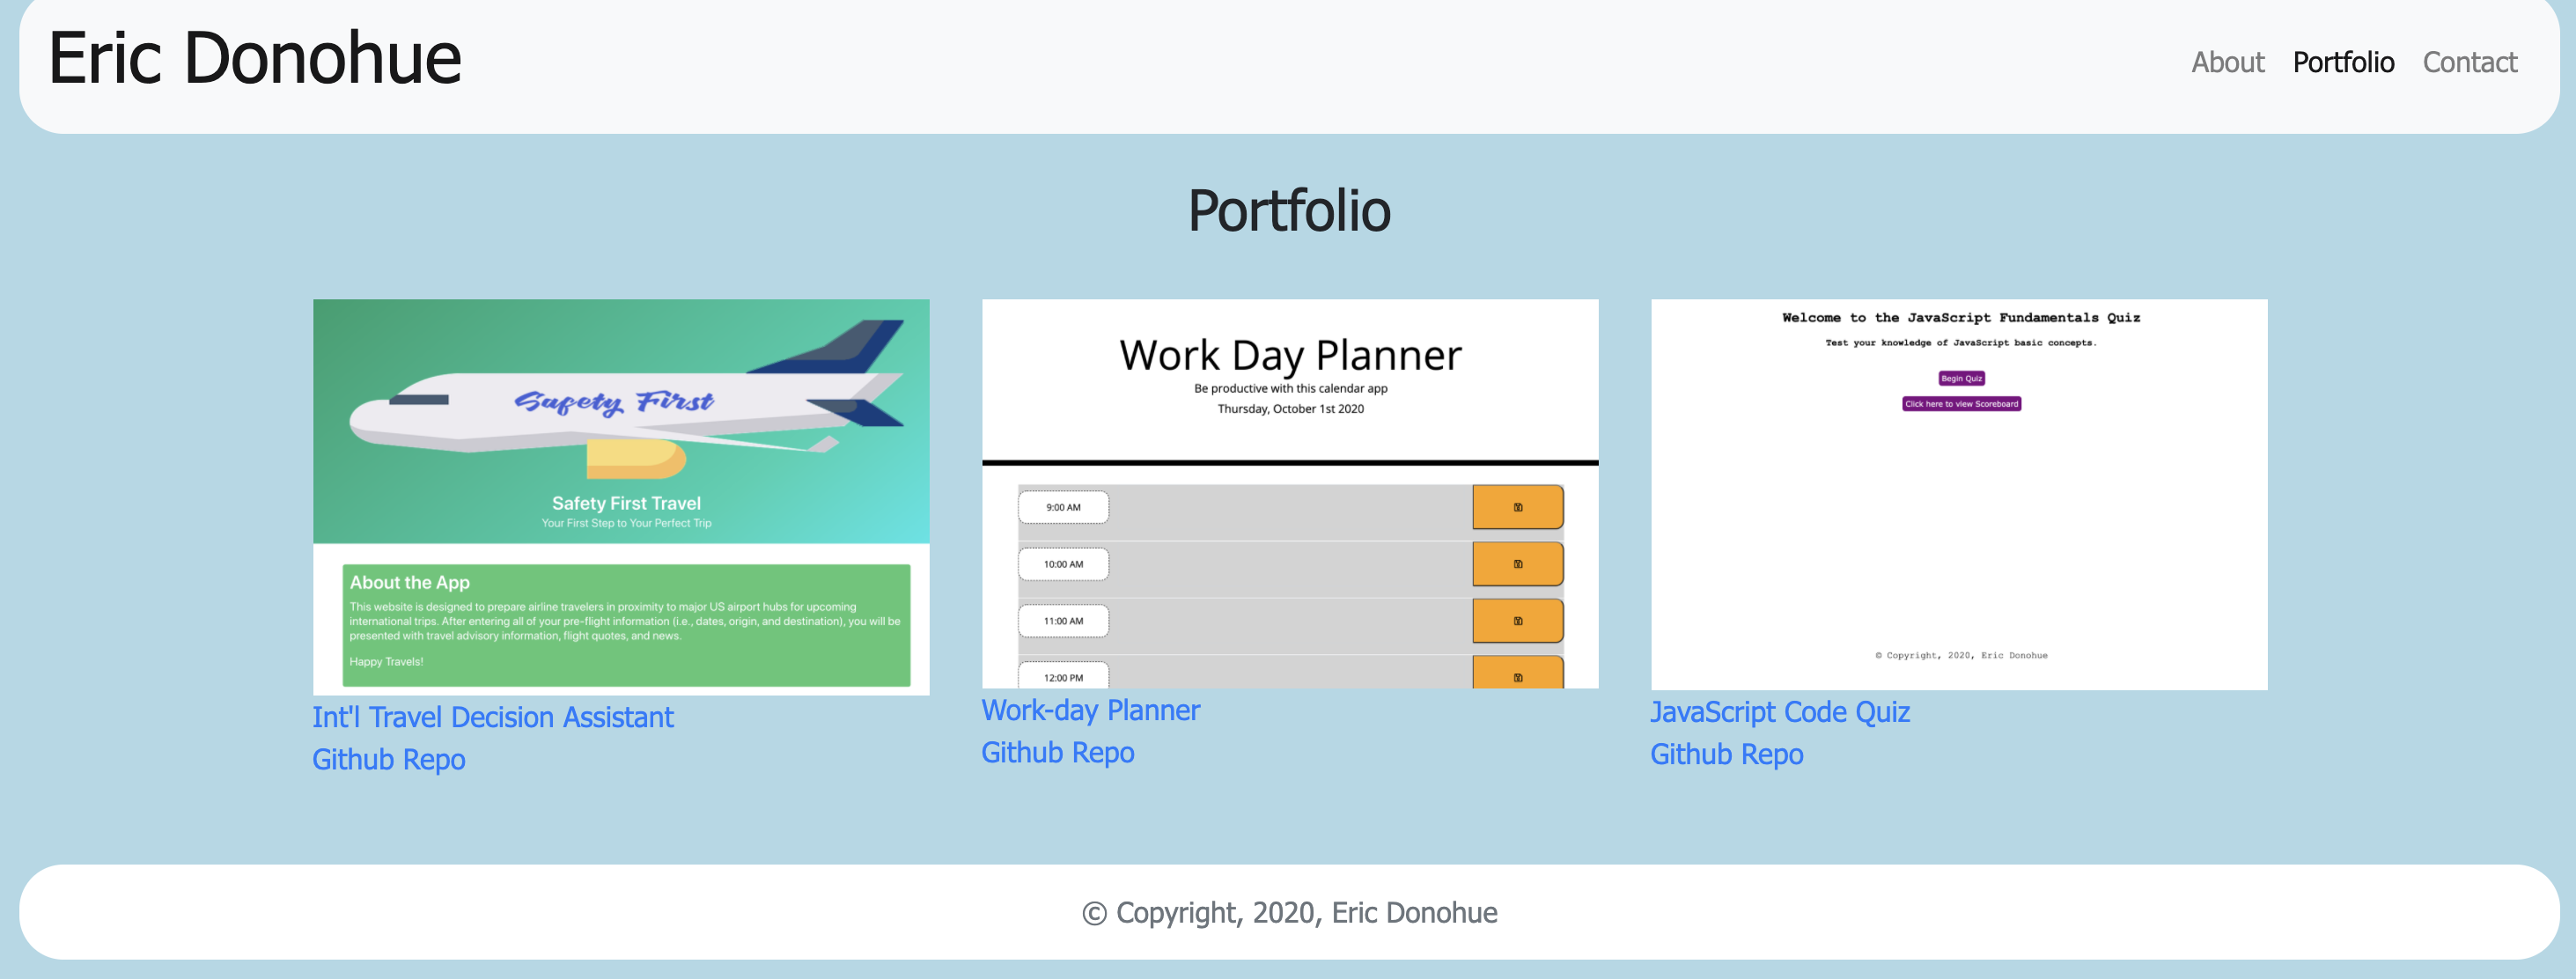 Eric Donohue
About Portfolio Contact
Portfolio
Safety First
Safety First Travel
Your First Step to Your Perfect Trip
About the App
This website is designed to prepare airline travelers in proximity to major US airport hubs for upcoming
international trips. After entering all of your pre-flight information (i.e., dates, origin, and destination), you will be
presented with travel advisory information, flight quotes, and news.
Happy Travels!
Int'l Travel Decision Assistant
Github Repo
Work Day Planner
Be productive with this calendar app
Thursday, October 1st 2020
9:00 AM
10:00 AM
11:00 AM
12:00 PM
Work-day Planner
Github Repo
Welcome to the JavaScript Fundamentals Quiz
Test your knowledge of JavaScript basic concepts.
Begin Quiz
Click here to view Scoreboard
© Copyright, 2020, Eric Donohue
JavaScript Code Quiz
Github Repo
© Copyright, 2020, Eric Donohue